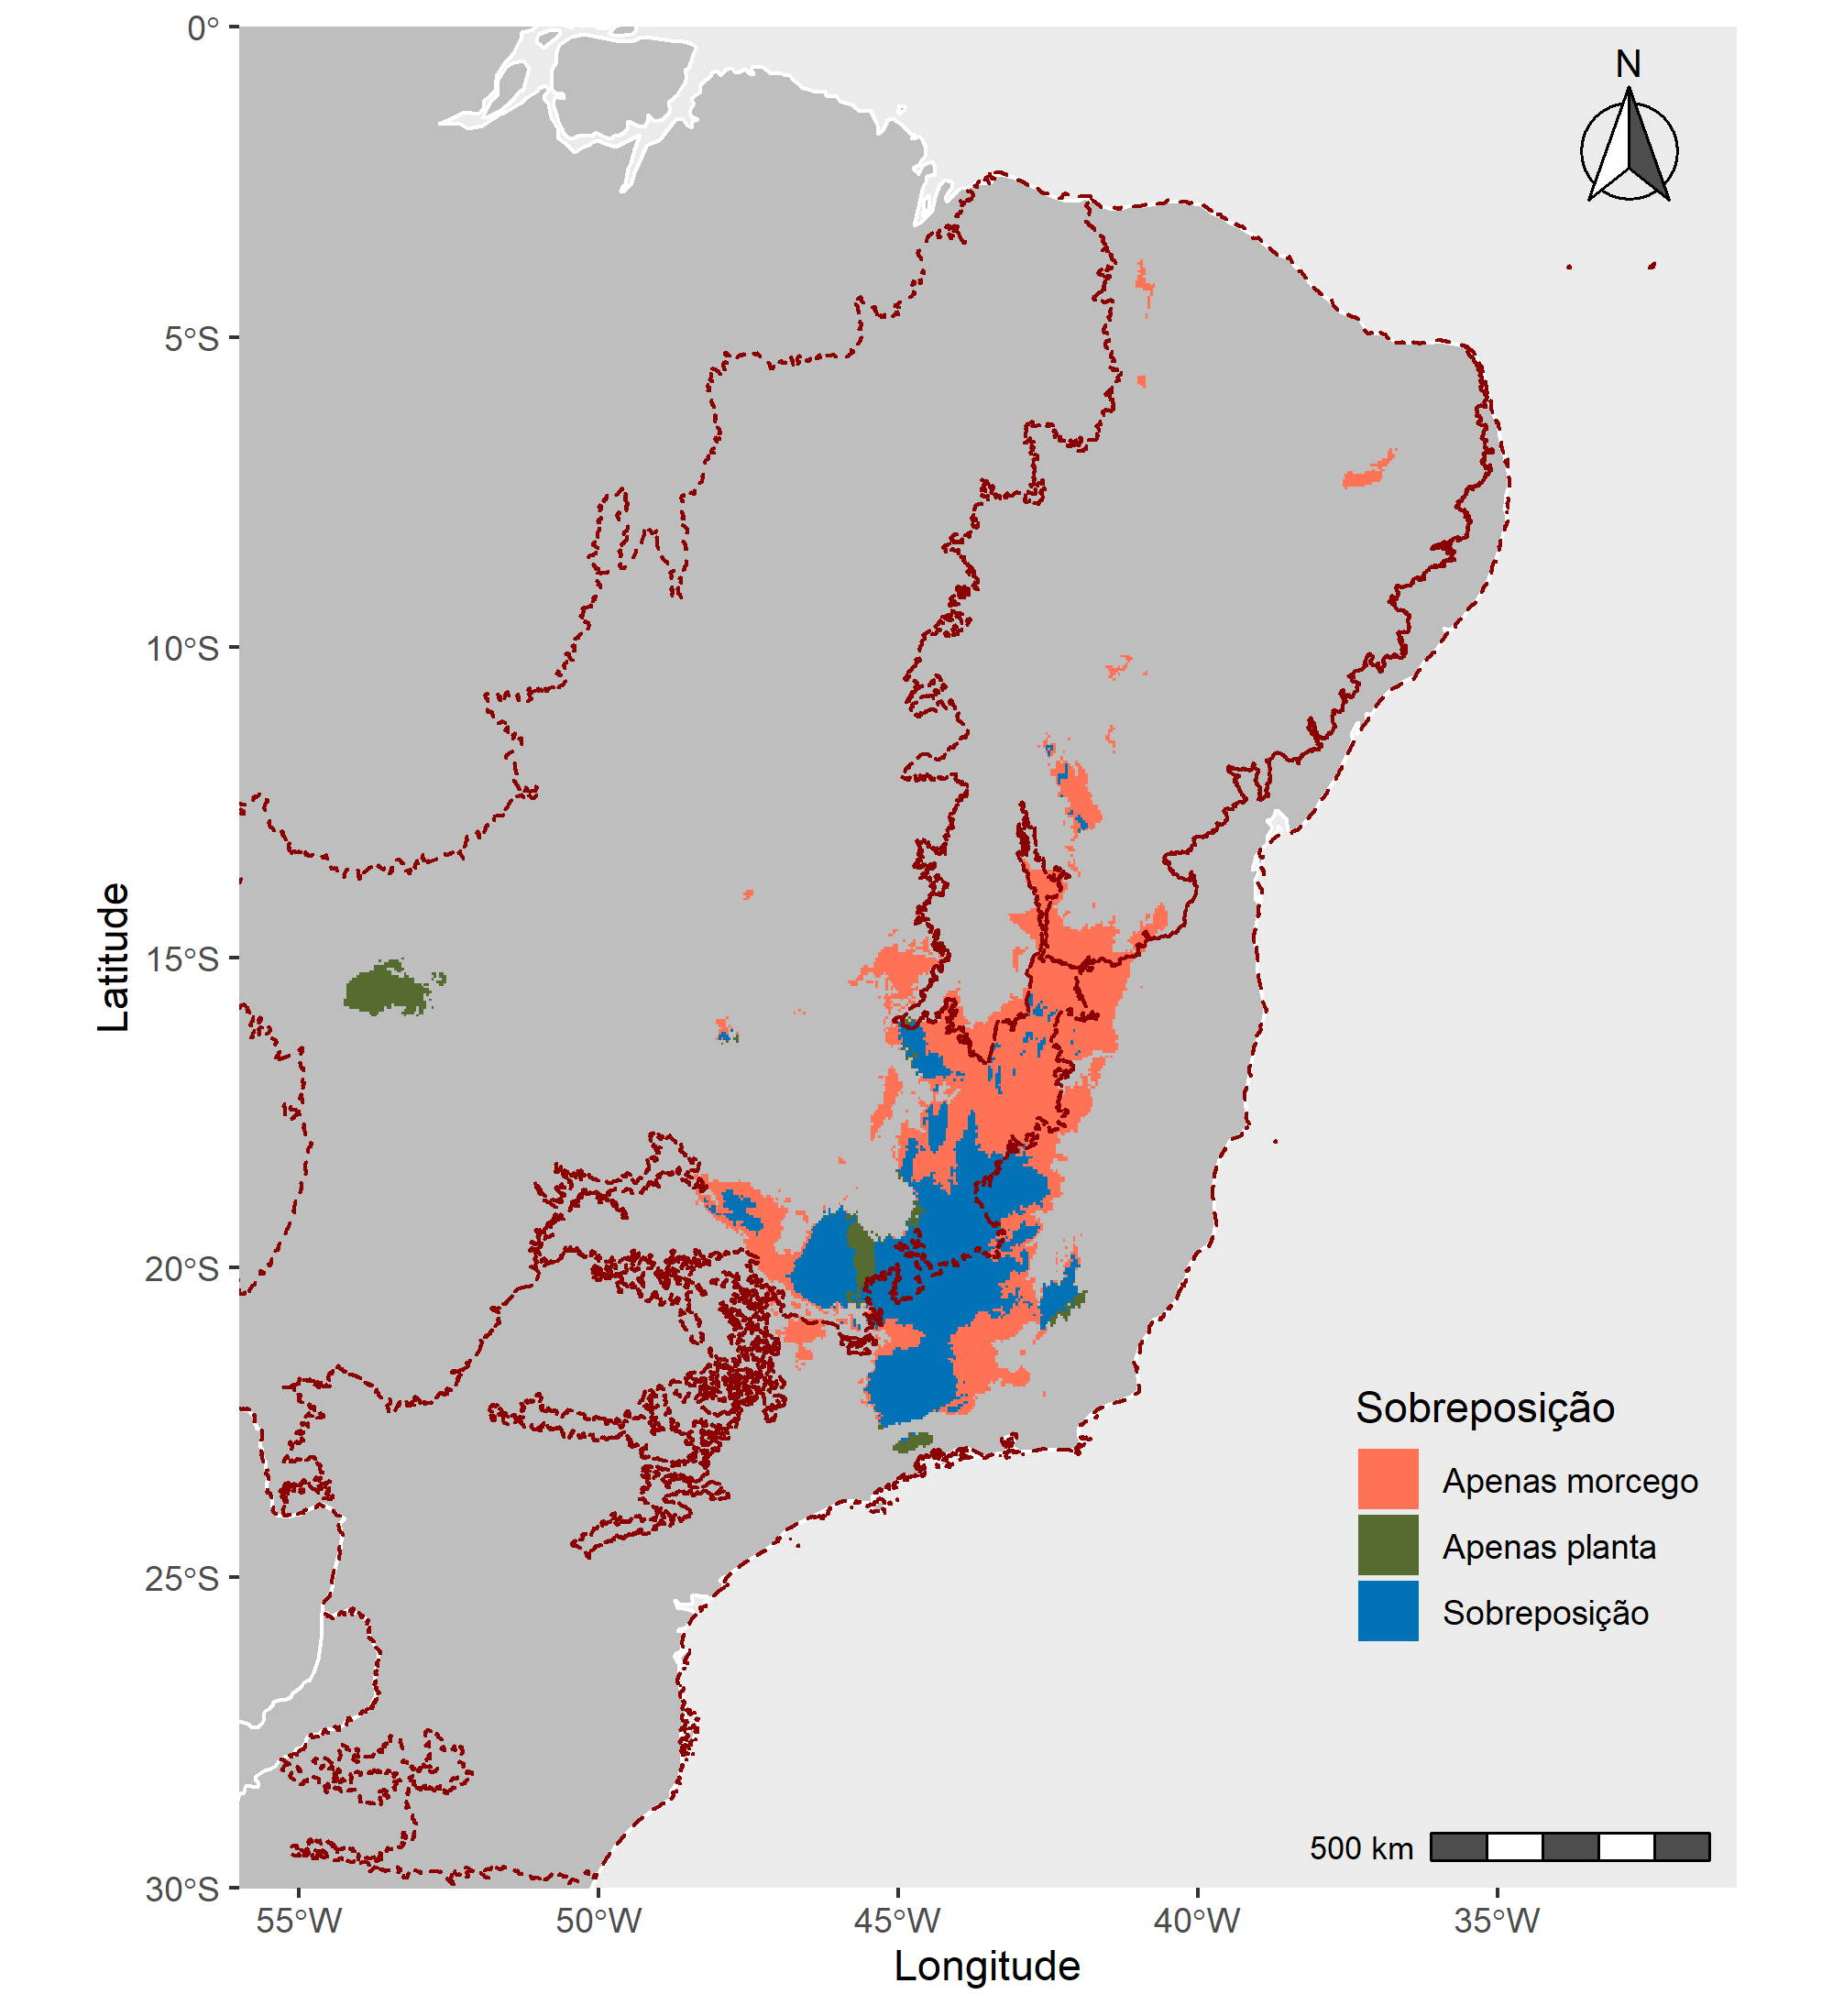 N
0°
5°S
10°S
15°S
20°S
25°S
30°S
Latitude
55°W
50°W
45°W
40°W
35°W
Longitude
Sobreposição
Apenas morcego
Apenas planta
Sobreposição
500 km